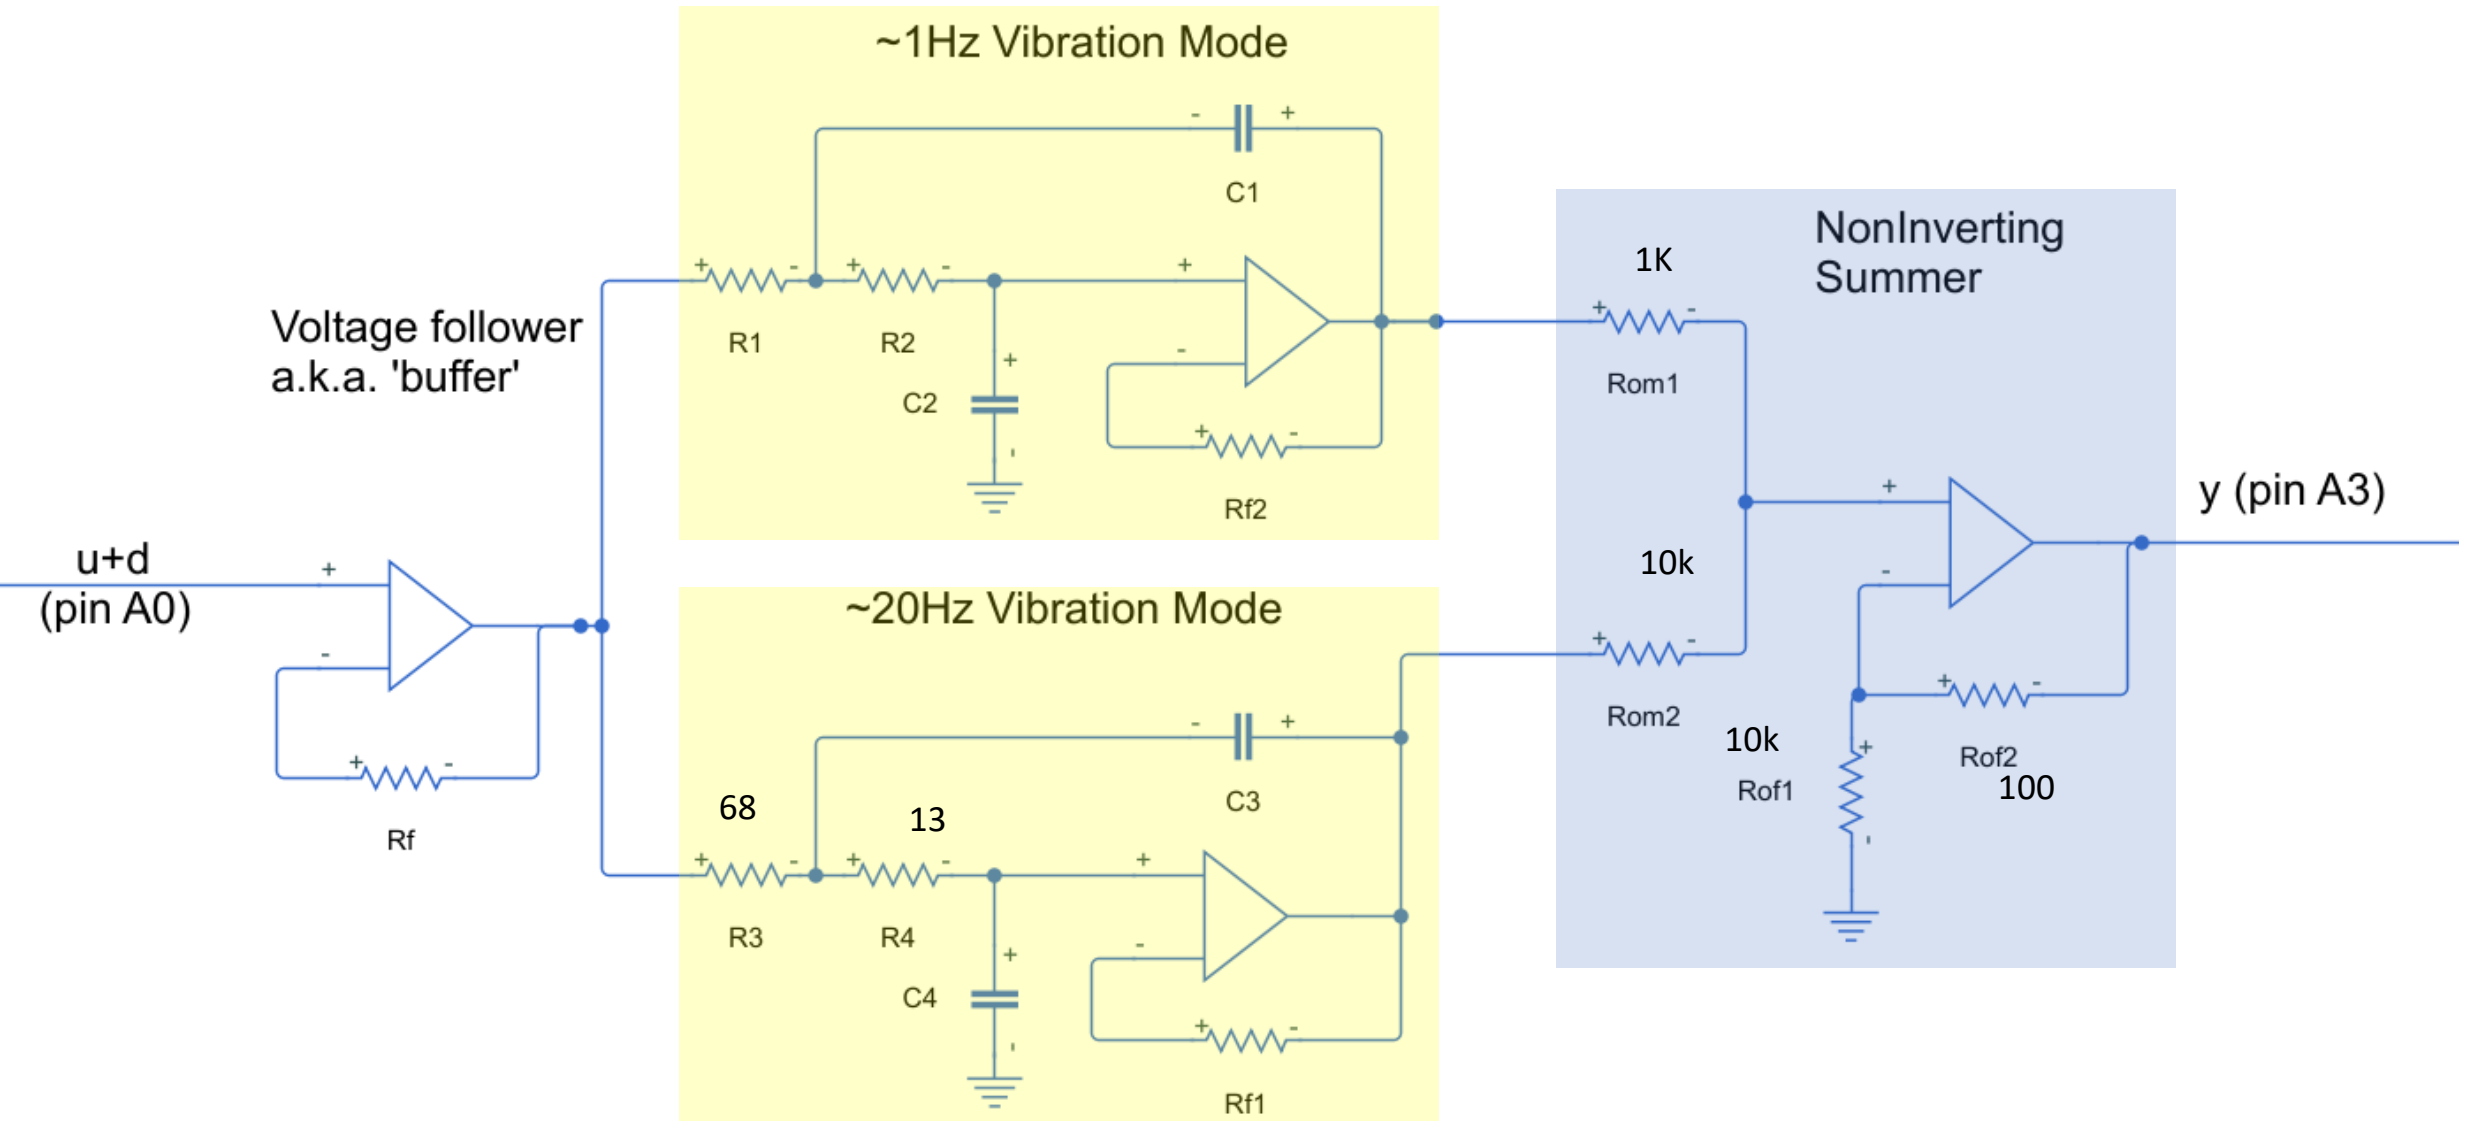 ~1Hz Vibration Mode
- +
C1
+ - + - +
R1 R2
+
C2
-
-
+ -
Rf2
Voltage follower
a.k.a. 'buffer'
u+d
(pin A0)
+
-
+ -
Rf
~20Hz Vibration Mode
- +
C3
68
13
+ - + - +
R3 R4
+
C4
-
-
+ -
Rf1
NonInverting
Summer
1K
+ -
Rom1
10k
+ -
Rom2
+
-
10k
Rof1
+
-
+ -
Rof2
100
y (pin A3)